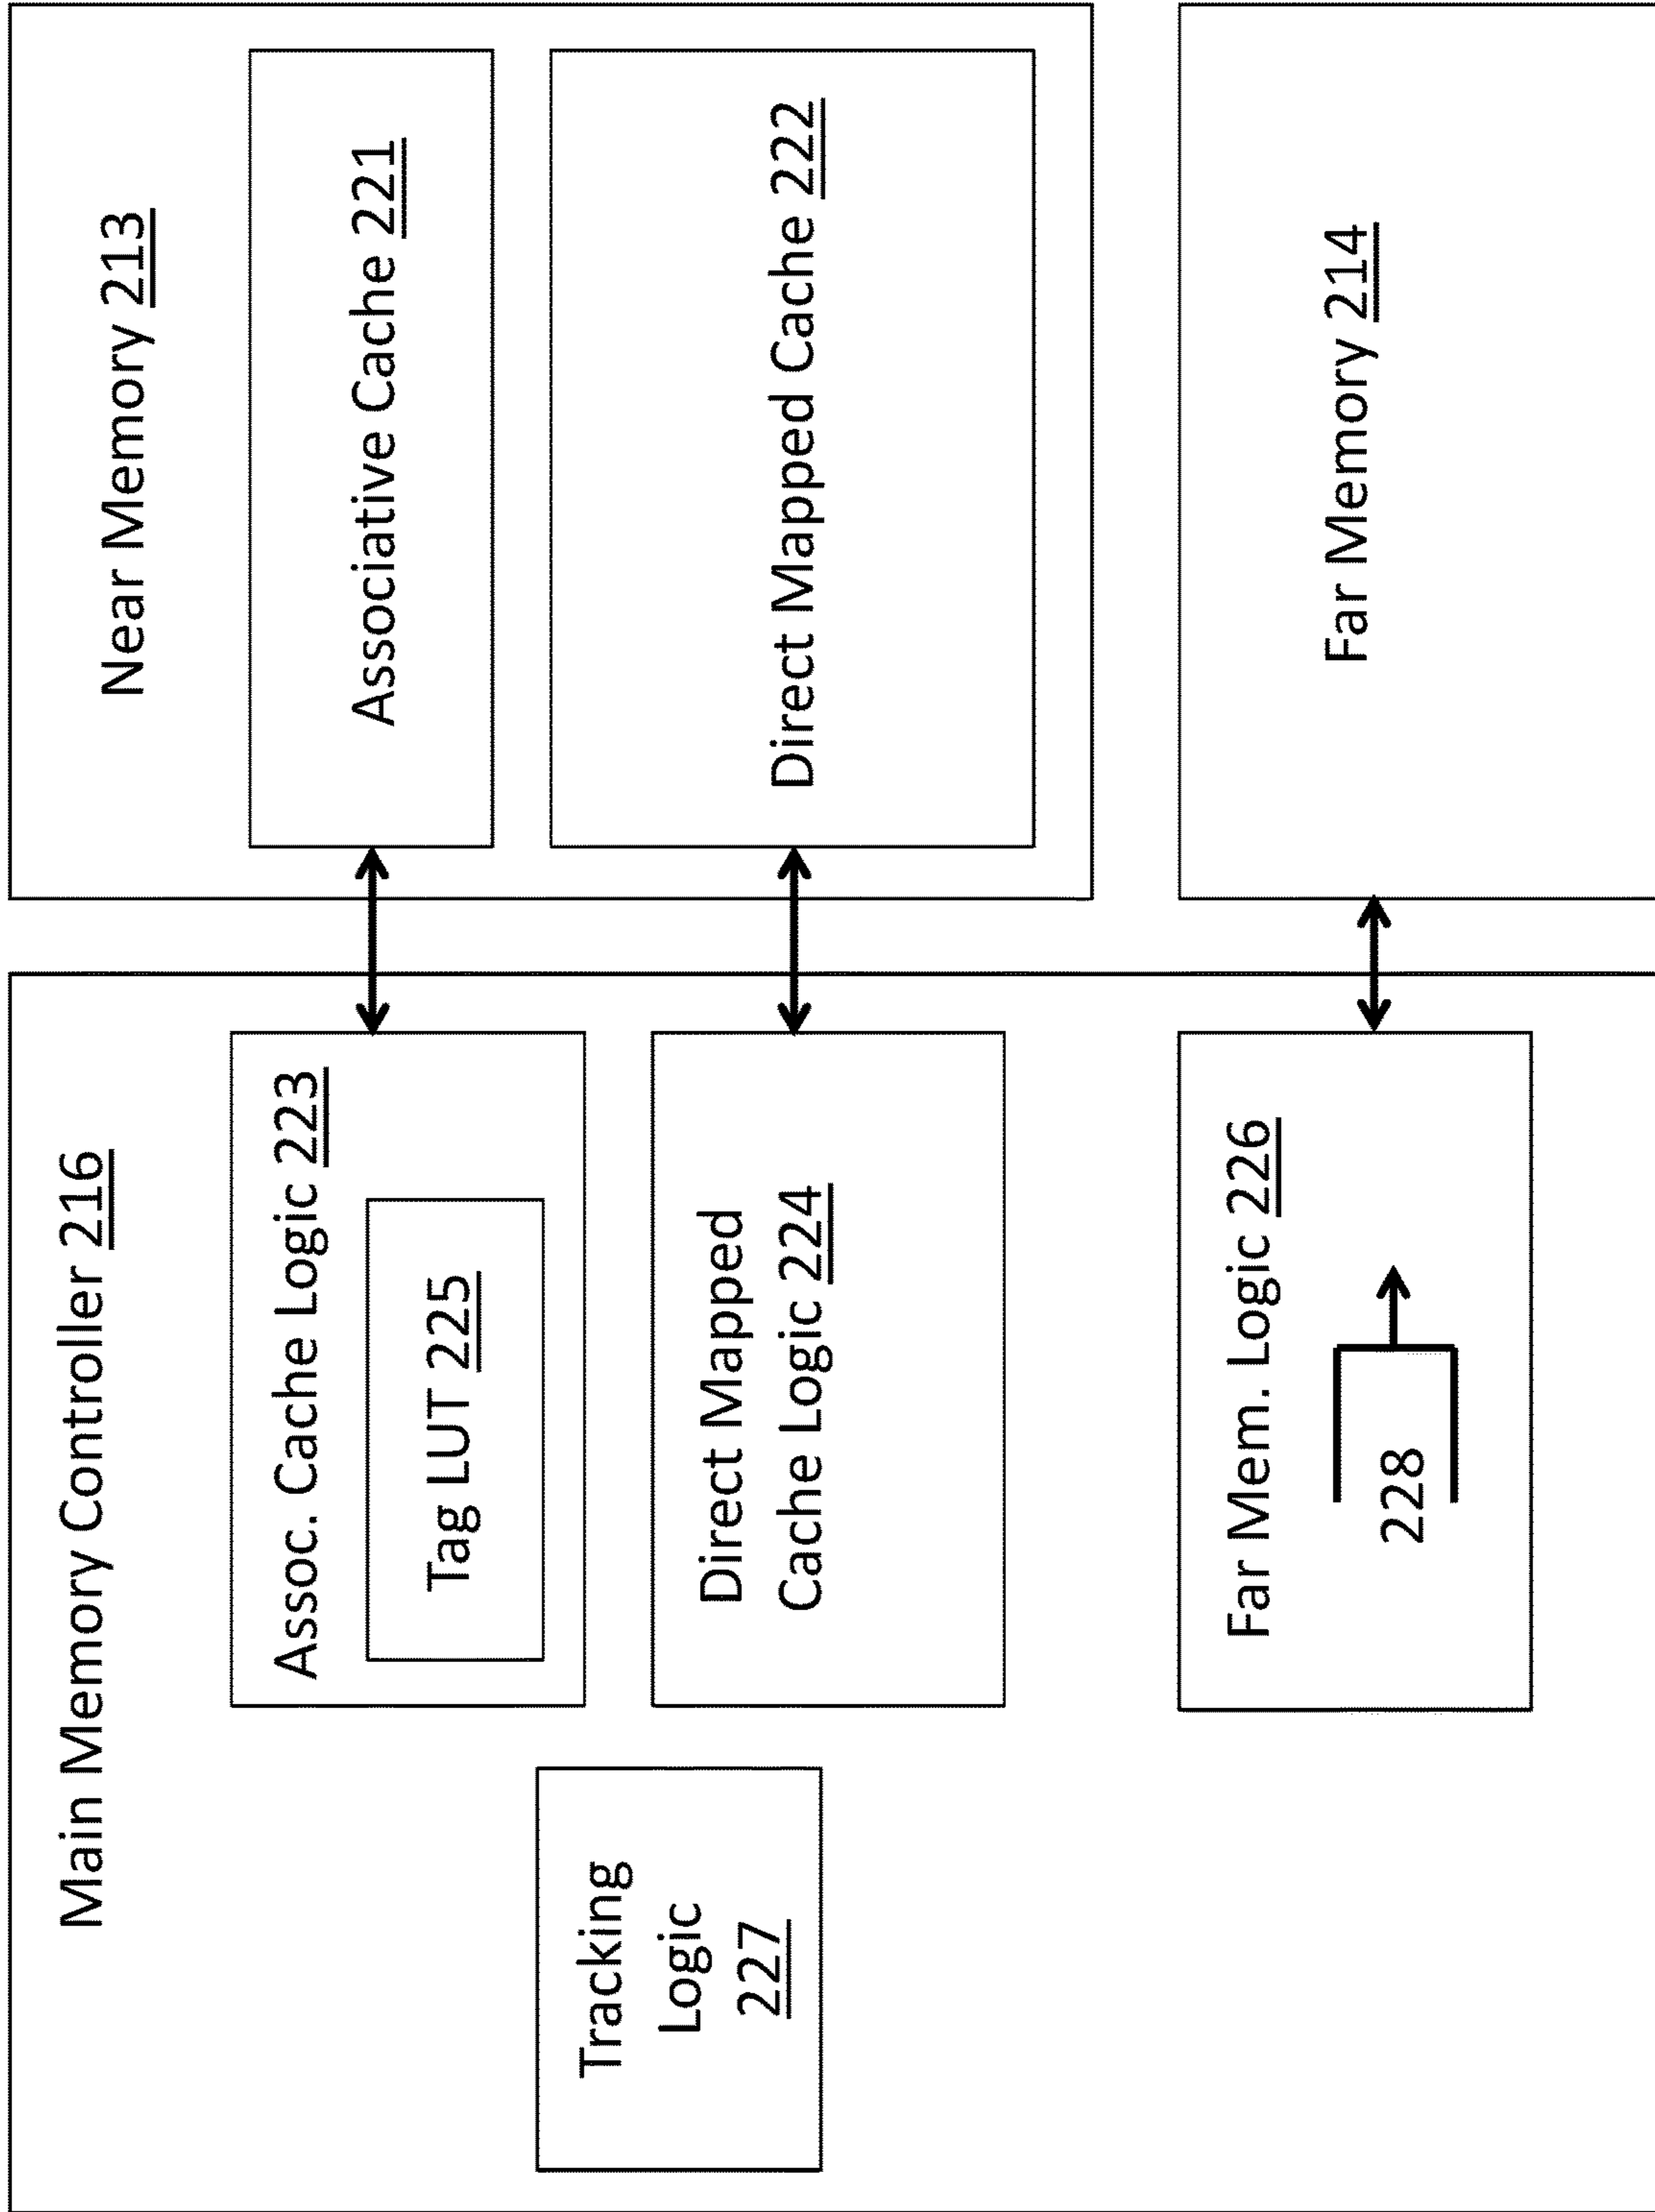 Main Memory Controller 216
Assoc. Cache Logic 223
Tag LUT 225
Tracking
Logic
227
Direct Mapped
Cache Logic 224
Far Mem. Logic 226
228
Near Memory 213
Associative Cache 221
Direct Mapped Cache 222
Far Memory 214